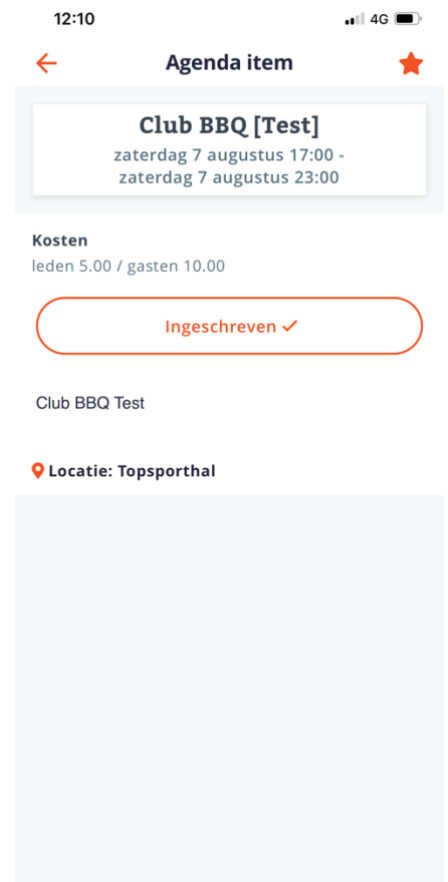 12:10
4G
Agenda item
Club BBQ [Test]
zaterdag 7 augustus 17:00 -
zaterdag 7 augustus 23:00
Kosten
leden 5.00 / gasten 10.00
Ingeschreven ✓
Club BBQ Test
Locatie: Topsporthal